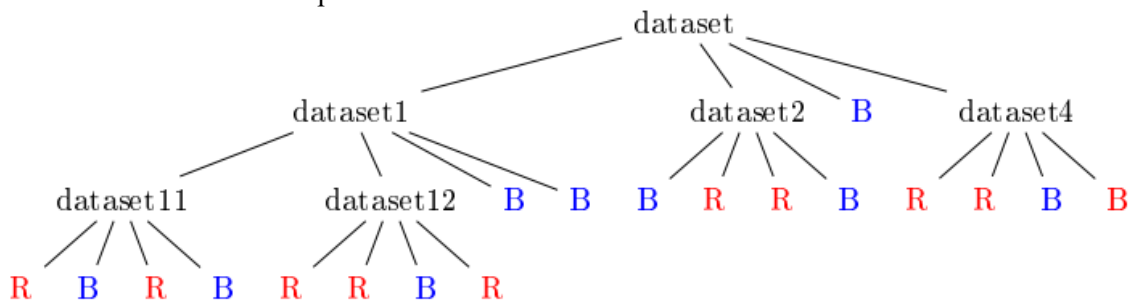 dataset
dataset1 dataset2 B dataset4
dataset11 dataset12 B B B R R B R R B B
R B R B R R B R